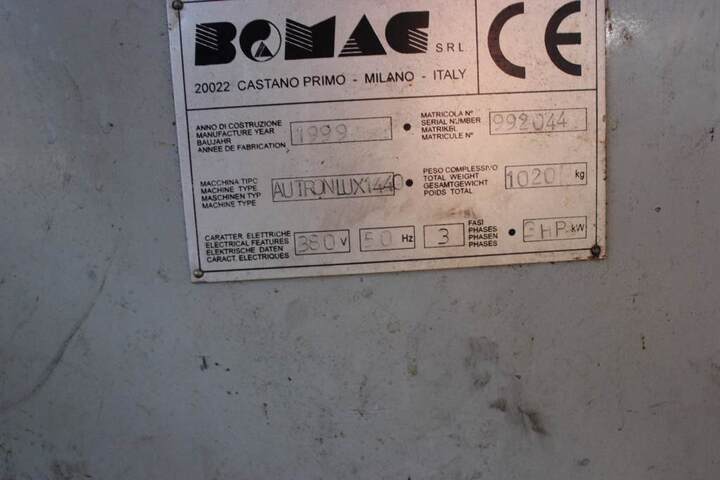 BOMAC SRL
20022 CASTANO PRIMO - MILANO - ITALY
CE
ANNO DI COSTRUZIONE
MANUFACTURE YEAR
BAUJAHR
ANNEE DE FABRICATION
1999
MATRICOLA N°
SERIAL NUMBER
MATRIKEL
MATRICULE N°
992044
MACCHINA TIPO
MACHINE TYPE
MASCHINEN TYP
MACHINE TYPE
AUTRONLUX1440
PESO COMPLESSIVO
TOTAL WEIGHT
GESAMTGEWICHT
POIDS TOTAL
1020 kg
CARATTER. ELETTRICHE
ELECTRICAL FEATURES
ELEKTRISCHE DATEN
CARACT. ELECTRIQUES
380 V
50 Hz
3
FASI
PHASES
PHASEN
PHASES
HP kW